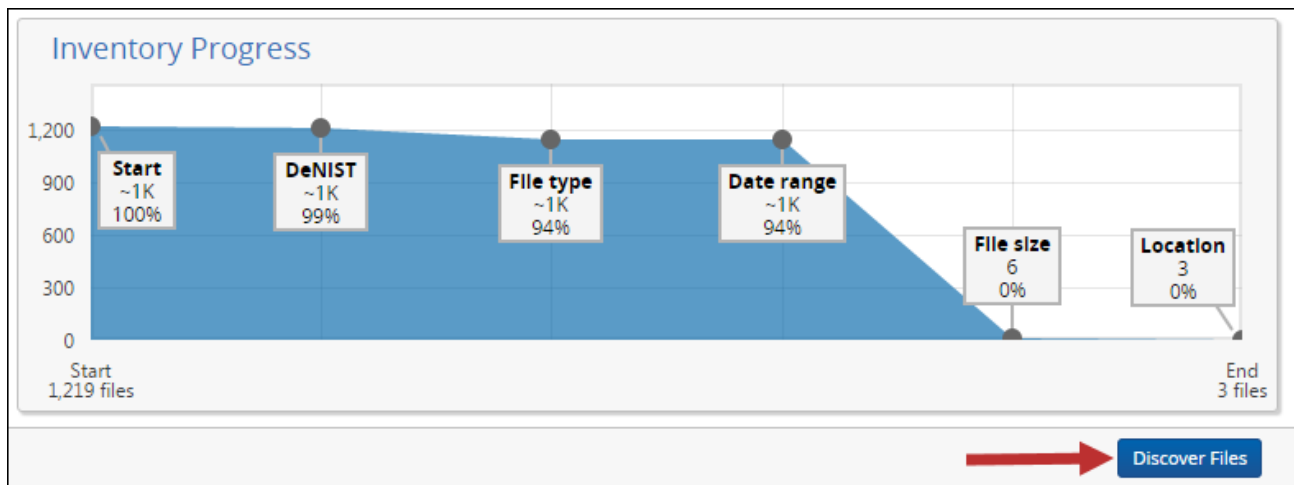 Inventory Progress
1,200
900
600
300
0
Start
~1K
100%
DeNIST
~1K
99%
File type
~1K
94%
Date range
~1K
94%
File size
6
0%
Location
3
0%
Start
1,219 files
End
3 files
Discover Files